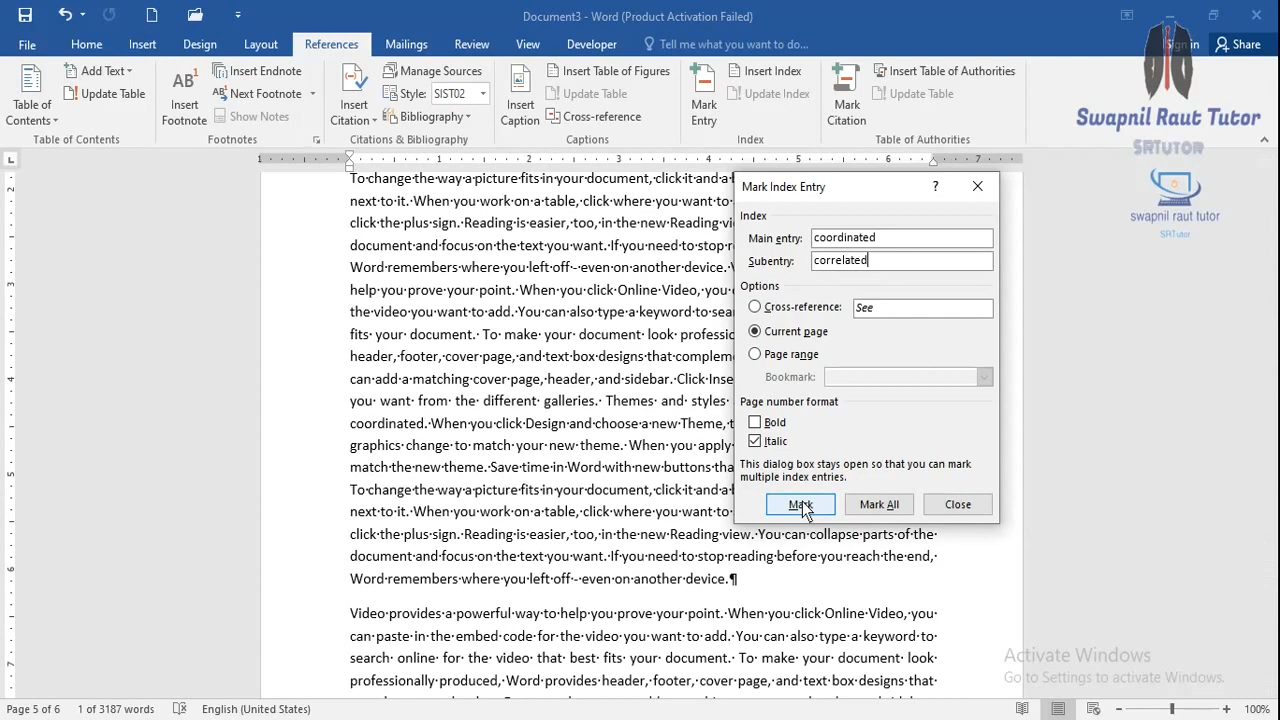 Document3 - Word (Product Activation Failed)
File Home Insert Design Layout References Mailings Review View Developer Tell me what you want to do... Sign in Share
Table of Contents
Add Text
Update Table
Table of Contents
Insert Footnote
Insert Endnote
Next Footnote
Show Notes
Footnotes
Insert Citation
Manage Sources
Style: SIST02
Bibliography
Citations & Bibliography
Insert Caption
Insert Table of Figures
Update Table
Cross-reference
Captions
Mark Entry
Insert Index
Update Index
Index
Mark Citation
Insert Table of Authorities
Update Table
Table of Authorities
Swapnil Raut Tutor
SRTutor
swapnil raut tutor
SRTutor
1 1 2 3 4 5 6 7
2
3
4
5
6
7
To·change·the·way·a·picture·fits·in·your·document,·click·it·and·a·b
next·to·it.·When·you·work·on·a·table,·click·where·you·want·to·
click·the·plus·sign.·Reading·is·easier,·too,·in·the·new·Reading·vi
document·and·focus·on·the·text·you·want.·If·you·need·to·stop·re
Word·remembers·where·you·left·off·-·even·on·another·device.·V
help·you·prove·your·point.·When·you·click·Online·Video,·you·
the·video·you·want·to·add.·You·can·also·type·a·keyword·to·sear
fits· your· document.· To· make· your· document· look· professi
header,·footer,·cover·page,·and·text·box·designs·that·complem
can·add·a·matching·cover·page,·header,·and·sidebar.·Click·Inse
you· want· from· the· different· galleries.· Themes· and· styles·
coordinated.·When·you·click·Design·and·choose·a·new·Theme,·t
graphics·change·to·match·your·new·theme.·When·you·apply·
match·the·new·theme.·Save·time·in·Word·with·new·buttons·tha
To·change·the·way·a·picture·fits·in·your·document,·click·it·and·a·b
next·to·it.·When·you·work·on·a·table,·click·where·you·want·to·
click·the·plus·sign.·Reading·is·easier,·too,·in·the·new·Reading·view.·You·can·collapse·parts·of·the·
document·and·focus·on·the·text·you·want.·If·you·need·to·stop·reading·before·you·reach·the·end,·
Word·remembers·where·you·left·off·-·even·on·another·device.¶
Video·provides·a·powerful·way·to·help·you·prove·your·point.·When·you·click·Online·Video,·you·
can·paste·in·the·embed·code·for·the·video·you·want·to·add.·You·can·also·type·a·keyword·to·
search· online· for· the· video· that· best· fits· your· document.· To· make· your· document· look·
professionally·produced,·Word·provides·header,·footer,·cover·page,·and·text·box·designs·that·
Mark Index Entry ?
Index
Main entry: coordinated
Subentry: correlated
Options
Cross-reference: See
Current page
Page range
Bookmark:
Page number format
Bold
Italic
This dialog box stays open so that you can mark
multiple index entries.
Mark Mark All Close
Activate Windows
Go to Settings to activate Windows.
Page 5 of 6 1 of 3187 words English (United States) 100%